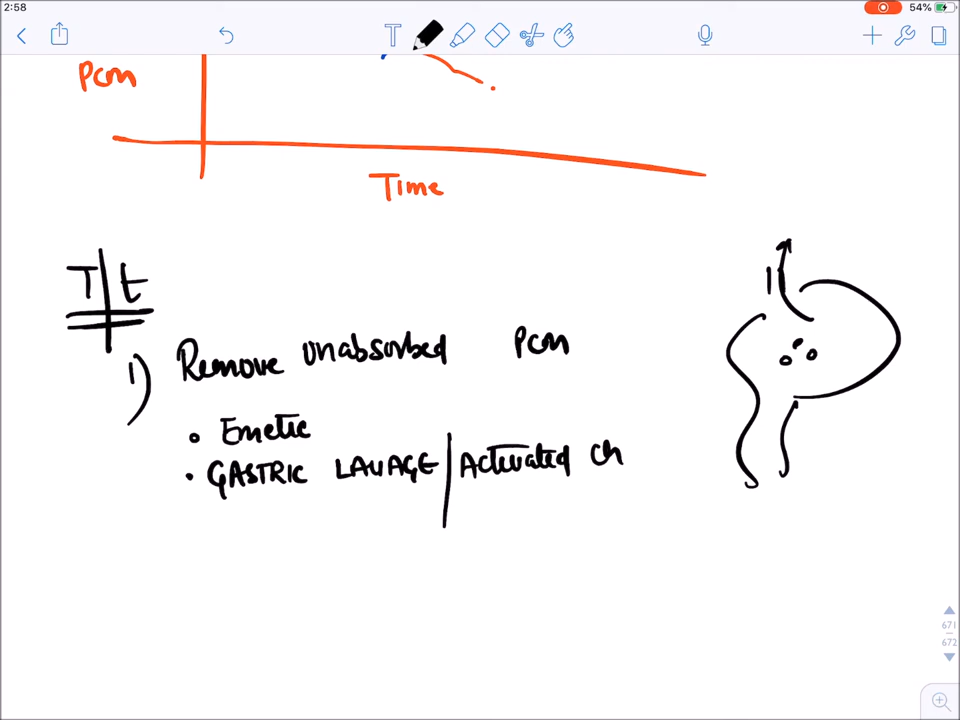 2:58
54%
T
Pcm
Time
T/t
1) Remove unabsorbed Pcm
• Emetic
• GASTRIC LAVAGE / Activated ch
671
672